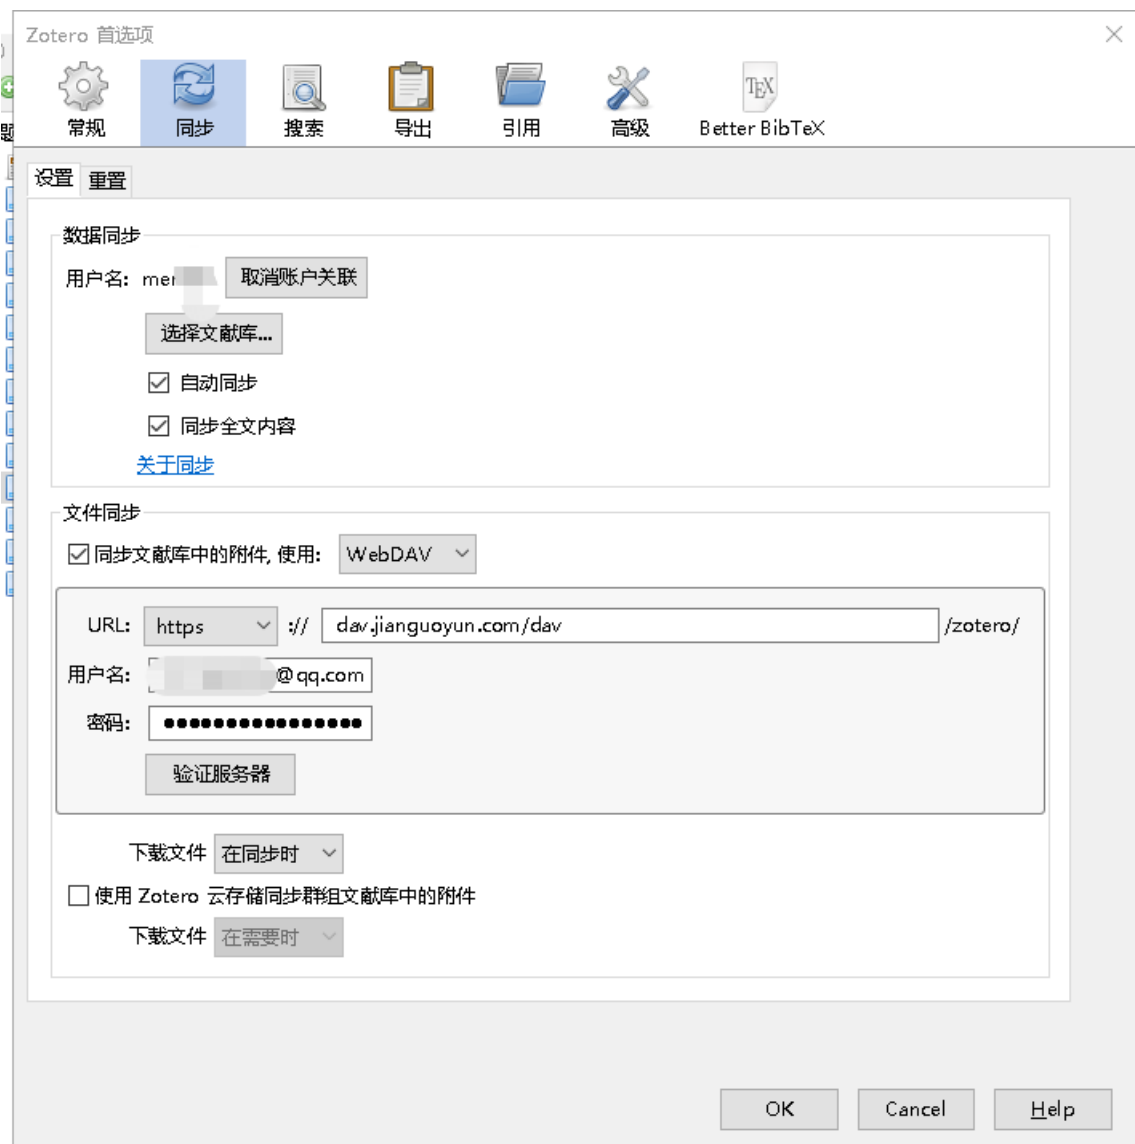 Zotero 首选项
常规 同步 搜索 导出 引用 高级 Better BibTeX
设置 重置
数据同步
用户名: 取消账户关联
选择文献库...
自动同步
同步全文内容
关于同步
文件同步
同步文献库中的附件, 使用: WebDAV
URL: https :// dav.jianguoyun.com/dav /zotero/
用户名: @qq.com
密码: ●●●●●●●●●●●●●●●●
验证服务器
下载文件 在同步时
使用 Zotero 云存储同步群组文献库中的附件
下载文件 在需要时
OK Cancel Help